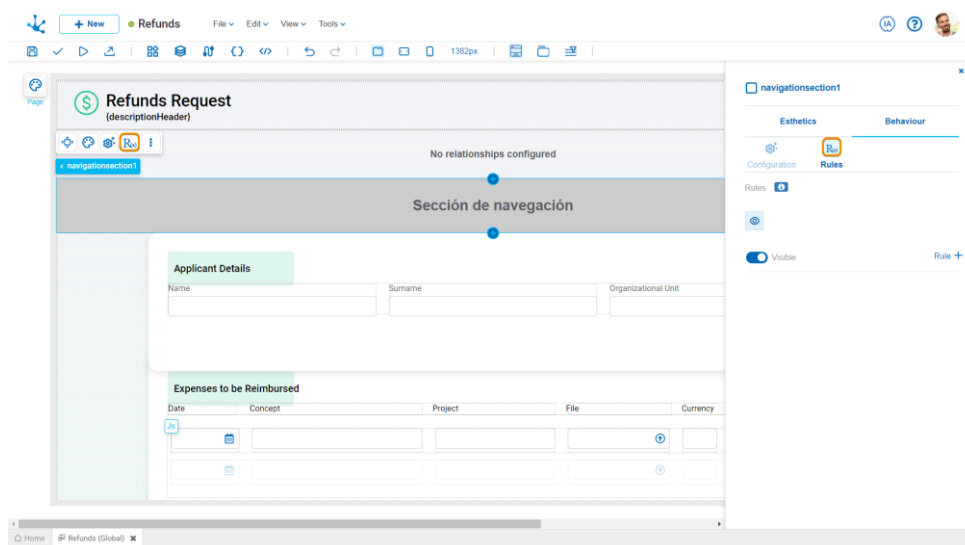 + New
Refunds
File
Edit
View
Tools
(IA)
?
1382px
Page
Refunds Request
{descriptionHeader}
R(x)
‹ navigationsection1
No relationships configured
Sección de navegación
Applicant Details
Name
Surname
Organizational Unit
Expenses to be Reimbursed
Date
Concept
Project
File
Currency
Js
navigationsection1
Esthetics
Behaviour
R(x)
Configuration
Rules
Rules
Visible
Rule +
Home
Refunds (Global)